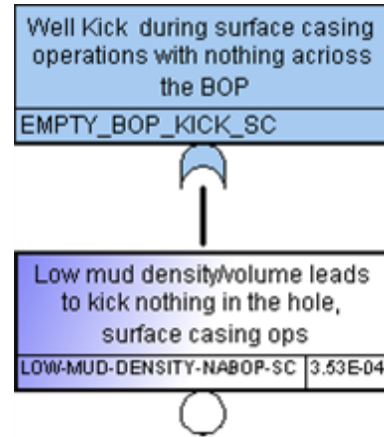 Well Kick during surface casing
operations with nothing acrioss
the BOP
EMPTY_BOP_KICK_SC
Low mud density/volume leads
to kick nothing in the hole,
surface casing ops
LOW-MUD-DENSITY-NABOP-SC 3.53E-04